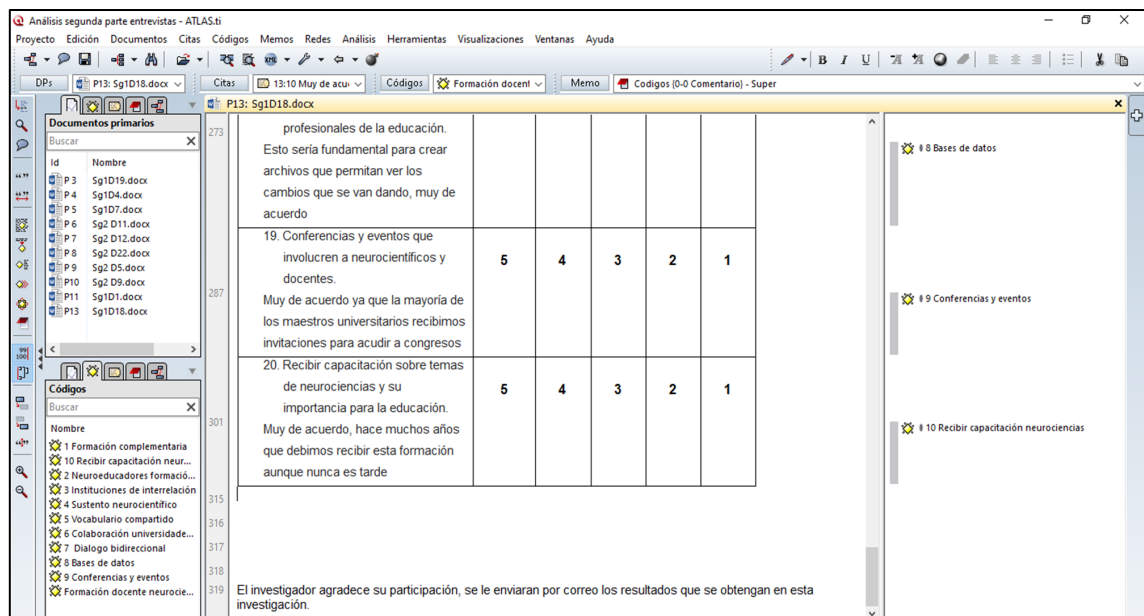 Análisis segunda parte entrevistas - ATLAS.ti
Proyecto Edición Documentos Citas Códigos Memos Redes Análisis Herramientas Visualizaciones Ventanas Ayuda
B I U
DPs P13: Sg1D18.docx Citas 13:10 Muy de acue Códigos Formación docent Memo Codigos {0-0 Comentario} - Super
P13: Sg1D18.docx
Documentos primarios
Buscar
Id Nombre
P 3 Sg1D19.docx
P 4 Sg1D4.docx
P 5 Sg1D7.docx
P 6 Sg2 D11.docx
P 7 Sg2 D12.docx
P 8 Sg2 D22.docx
P 9 Sg2 D5.docx
P10 Sg2 D9.docx
P11 Sg1D1.docx
P13 Sg1D18.docx
Códigos
Buscar
Nombre
1 Formación complementaria
10 Recibir capacitación neur...
2 Neuroeducadores formació...
3 Instituciones de interrelación
4 Sustento neurocientífico
5 Vocabulario compartido
6 Colaboración universidade...
7 Dialogo bidireccional
8 Bases de datos
9 Conferencias y eventos
Formación docente neurocie...
273
profesionales de la educación.
Esto sería fundamental para crear
archivos que permitan ver los
cambios que se van dando, muy de
acuerdo
19. Conferencias y eventos que
involucren a neurocientíficos y
docentes.
5 4 3 2 1
287
Muy de acuerdo ya que la mayoría de
los maestros universitarios recibimos
invitaciones para acudir a congresos
20. Recibir capacitación sobre temas
de neurociencias y su
importancia para la educación.
5 4 3 2 1
301
Muy de acuerdo, hace muchos años
que debimos recibir esta formación
aunque nunca es tarde
315
316
317
318
319 El investigador agradece su participación, se le enviaran por correo los resultados que se obtengan en esta
investigación.
8 Bases de datos
9 Conferencias y eventos
10 Recibir capacitación neurociencias